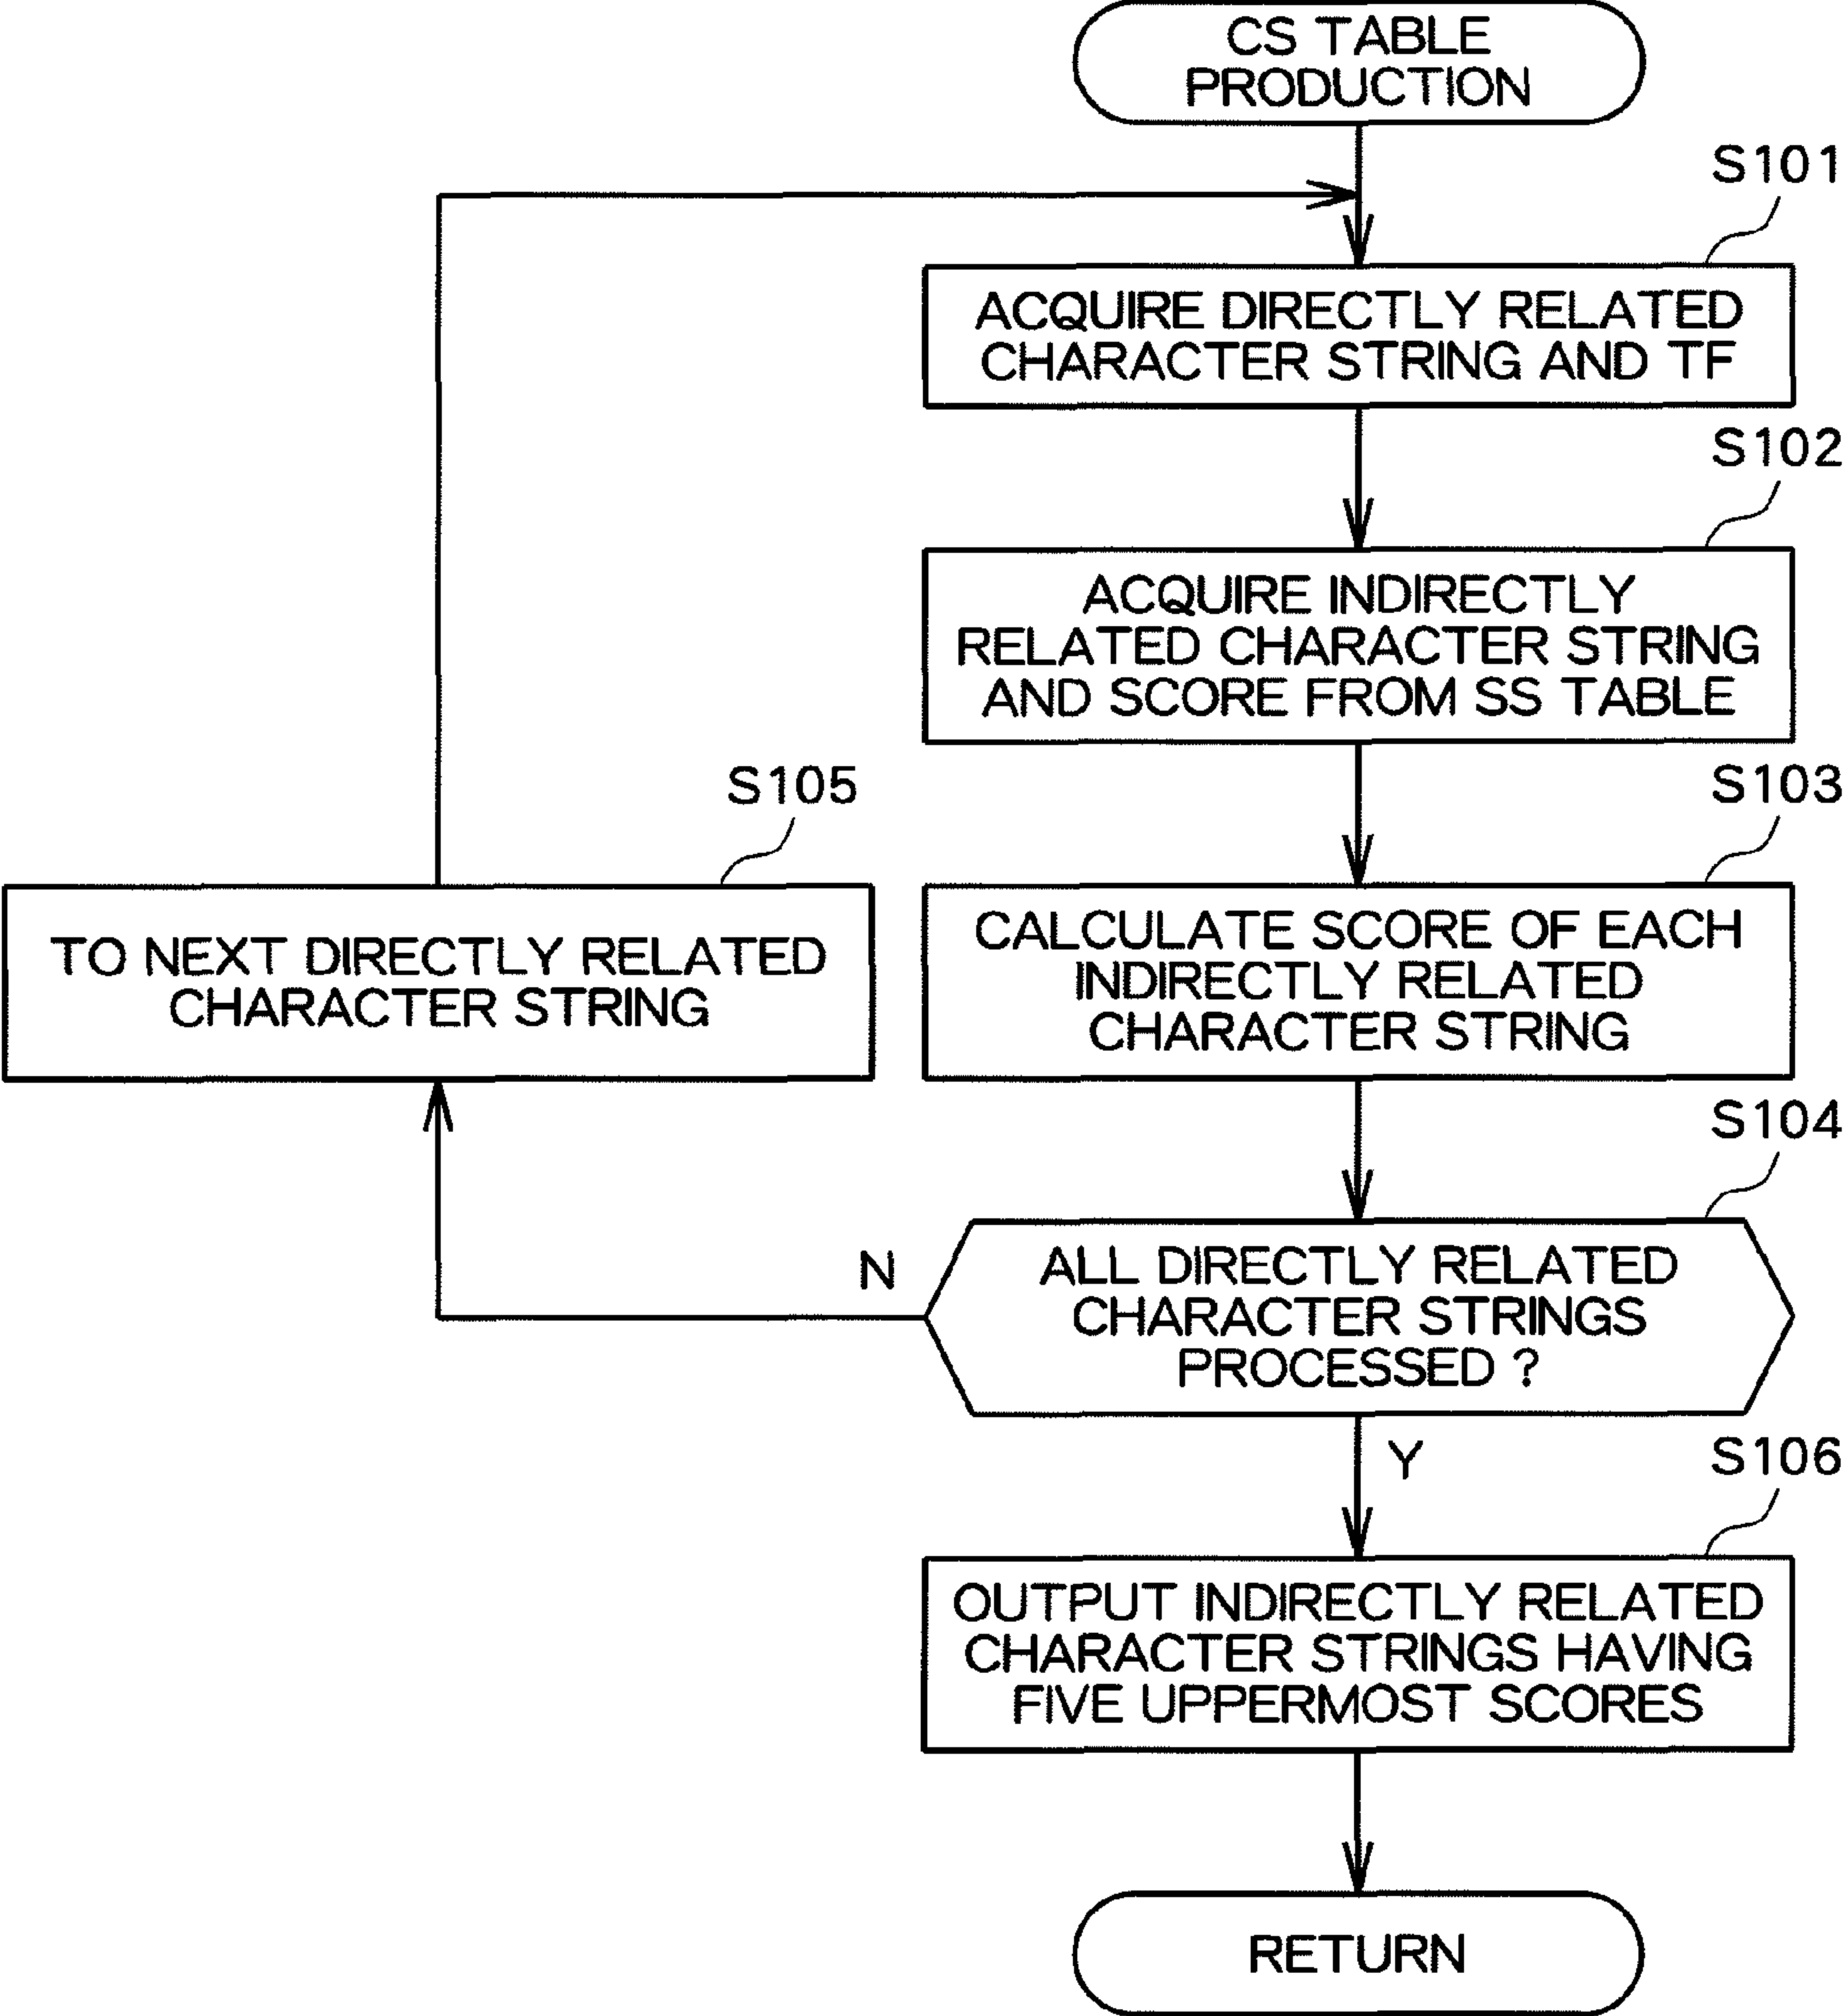 CS TABLE
PRODUCTION
S101
ACQUIRE DIRECTLY RELATED
CHARACTER STRING AND TF
S102
ACQUIRE INDIRECTLY
RELATED CHARACTER STRING
AND SCORE FROM SS TABLE
S103
CALCULATE SCORE OF EACH
INDIRECTLY RELATED
CHARACTER STRING
S105
TO NEXT DIRECTLY RELATED
CHARACTER STRING
S104
ALL DIRECTLY RELATED
CHARACTER STRINGS
PROCESSED ?
N
Y
S106
OUTPUT INDIRECTLY RELATED
CHARACTER STRINGS HAVING
FIVE UPPERMOST SCORES
RETURN